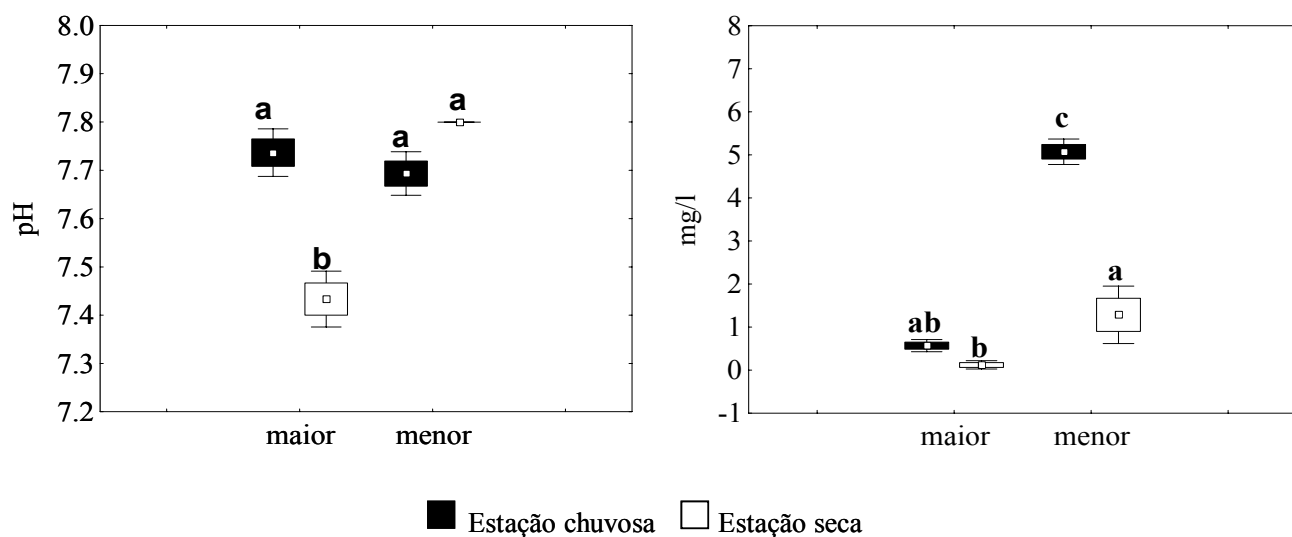 8.0
7.9
7.8
7.7
7.6
7.5
7.4
7.3
7.2
pH
a
b
a
a
maior menor
8
7
6
5
4
3
2
1
0
-1
mg/l
ab
b
c
a
maior menor
Estação chuvosa Estação seca